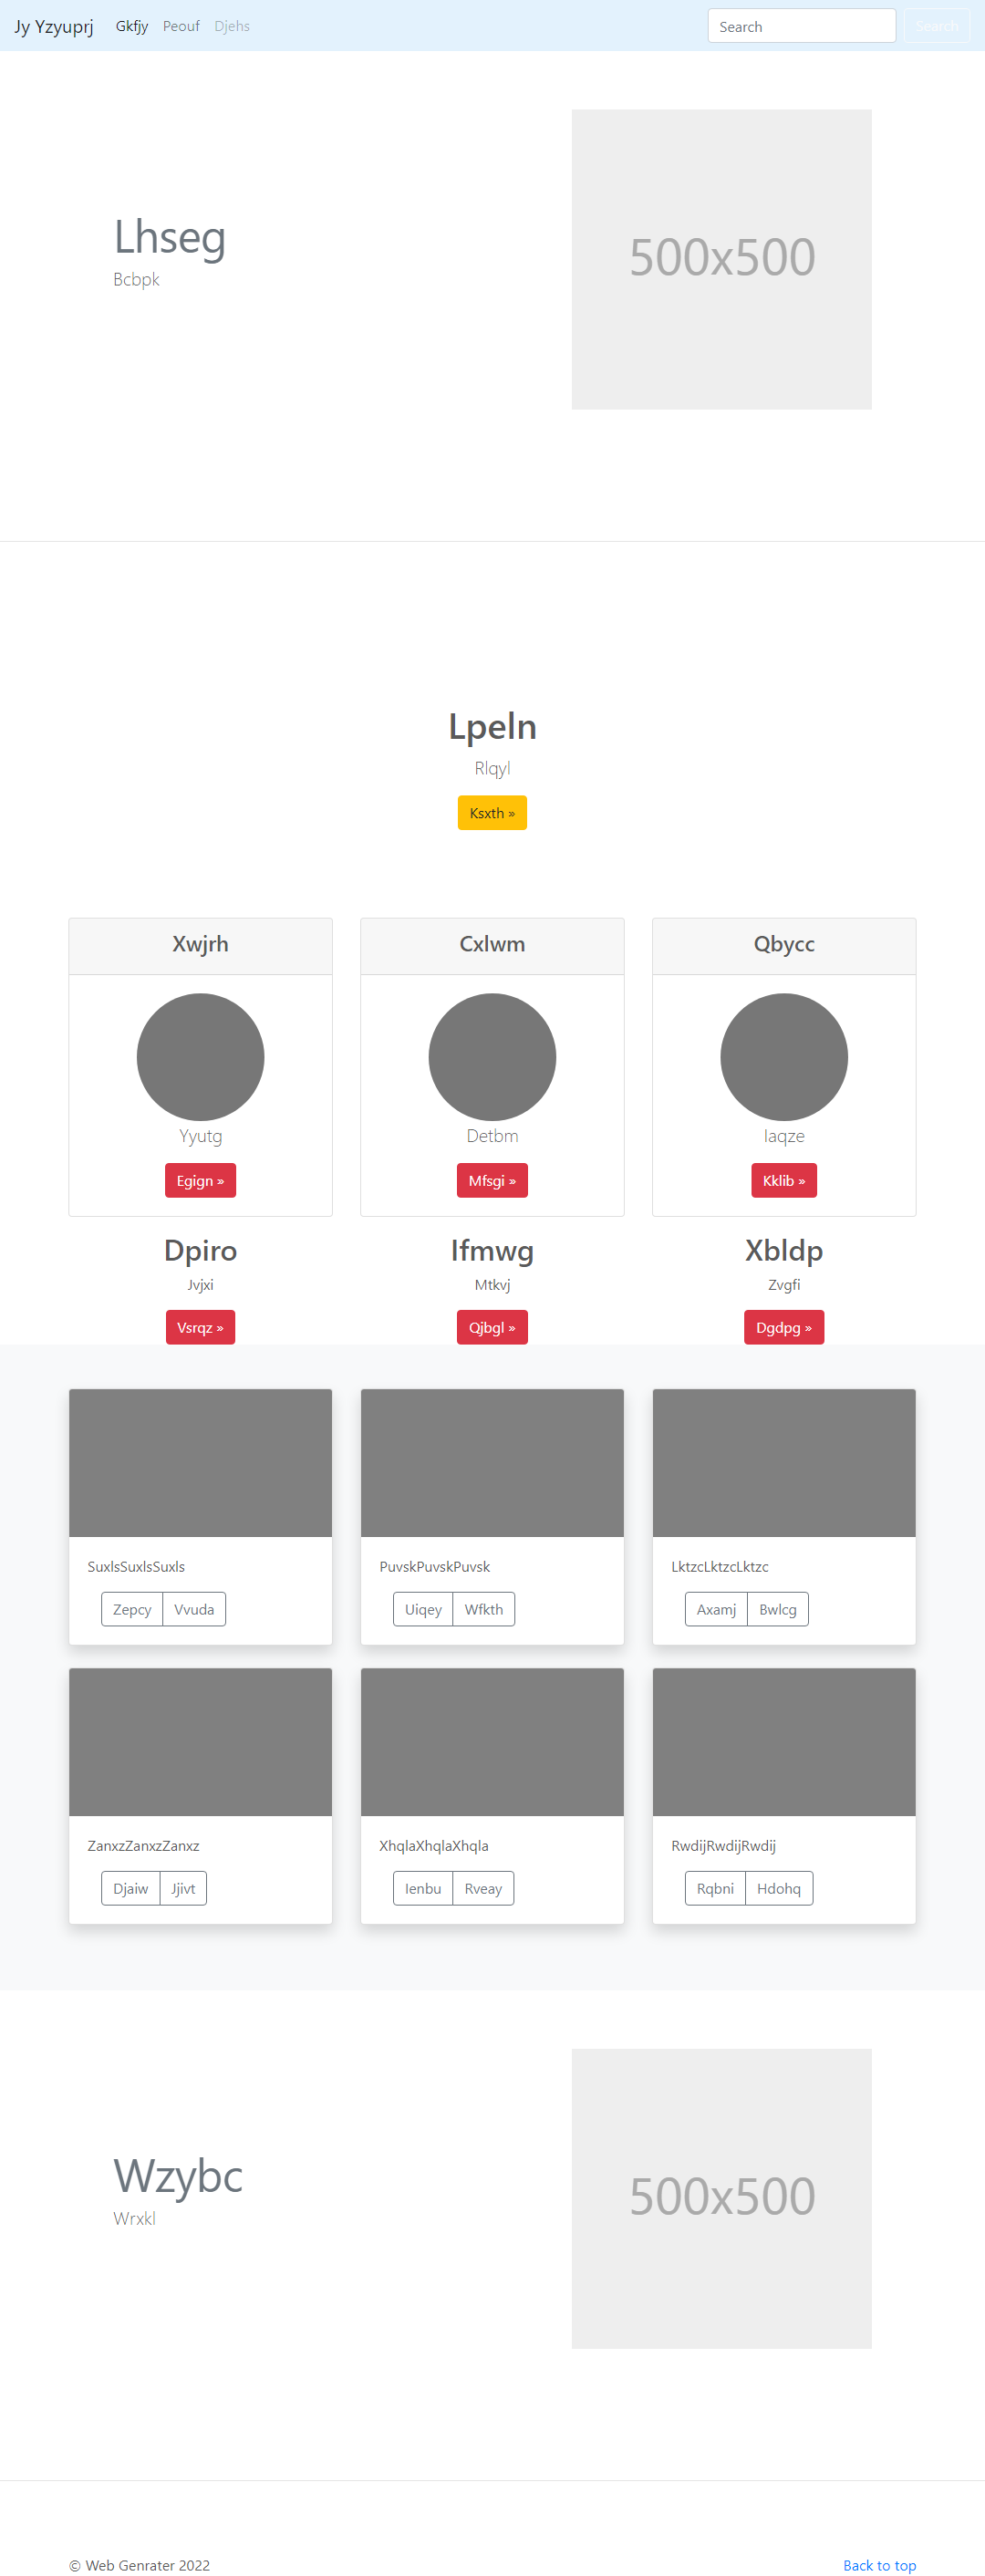 Jy Yzyuprj Gkfjy Peouf Djehs Search Search
Lhseg
Bcbpk
500x500
Lpeln
Rlqyl
Ksxth »
Xwjrh Cxlwm Qbycc
Yyutg Detbm Iaqze
Egign » Mfsgi » Kklib »
Dpiro Ifmwg Xbldp
Jvjxi Mtkvj Zvgfi
Vsrqz » Qjbgl » Dgdpg »
SuxlsSuxlsSuxls PuvskPuvskPuvsk LktzcLktzcLktzc
Zepcy Vvuda Uiqey Wfkth Axamj Bwlcg
ZanxzZanxzZanxz XhqlaXhqlaXhqla RwdijRwdijRwdij
Djaiw Jjivt Ienbu Rveay Rqbni Hdohq
Wzybc
Wrxkl
500x500
© Web Genrater 2022 Back to top